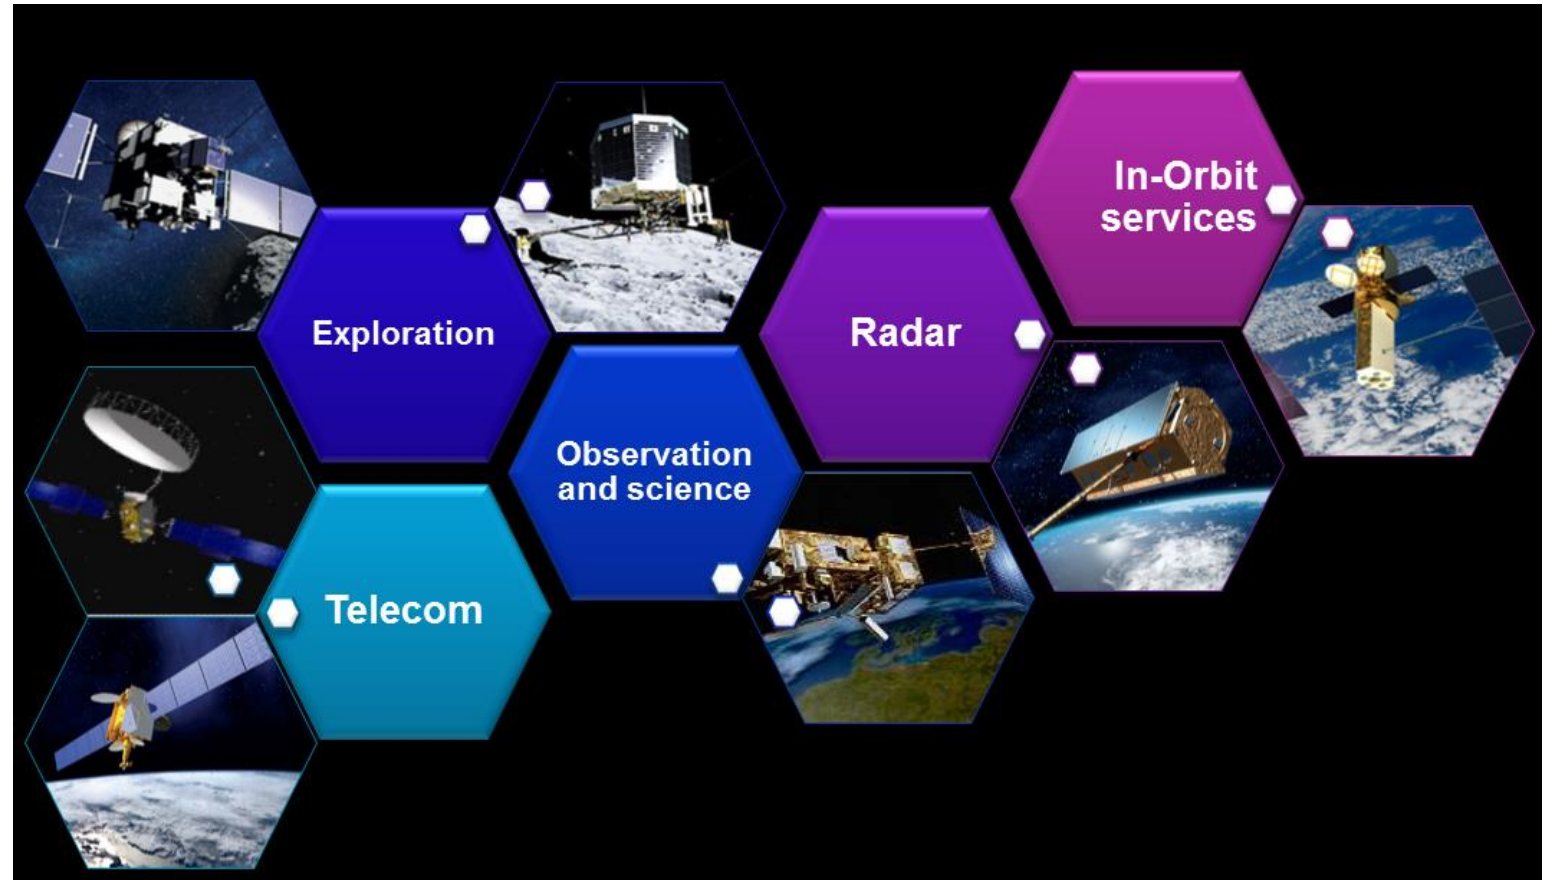 In-Orbit
services
Exploration
Radar
Observation
and science
Telecom